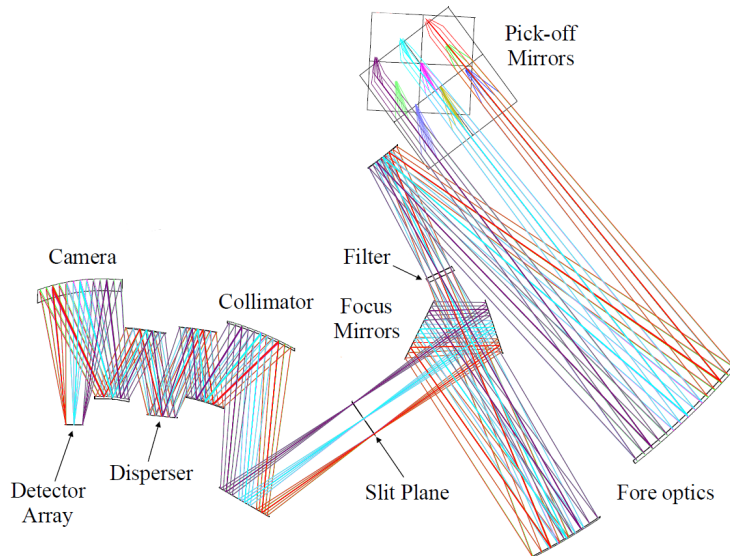 Pick-off
Mirrors
Camera
Filter
Collimator
Focus
Mirrors
Disperser
Detector
Array
Slit Plane
Fore optics